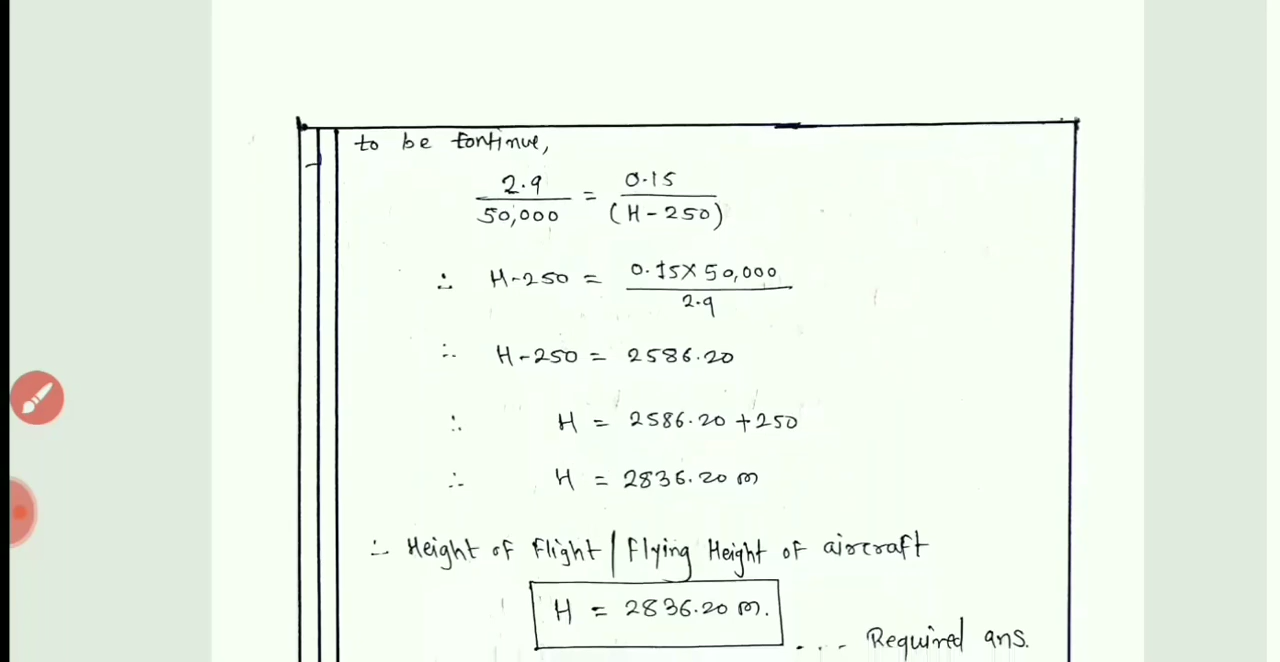 to be continue,
2.9 / 50,000 = 0.15 / (H - 250)
∴ H-250 = 0.15 X 50,000 / 2.9
∴ H-250 = 2586.20
∴ H = 2586.20 + 250
∴ H = 2836.20 m
∴ Height of Flight / Flying Height of aircraft
H = 2836.20 m.
.... Required ans.